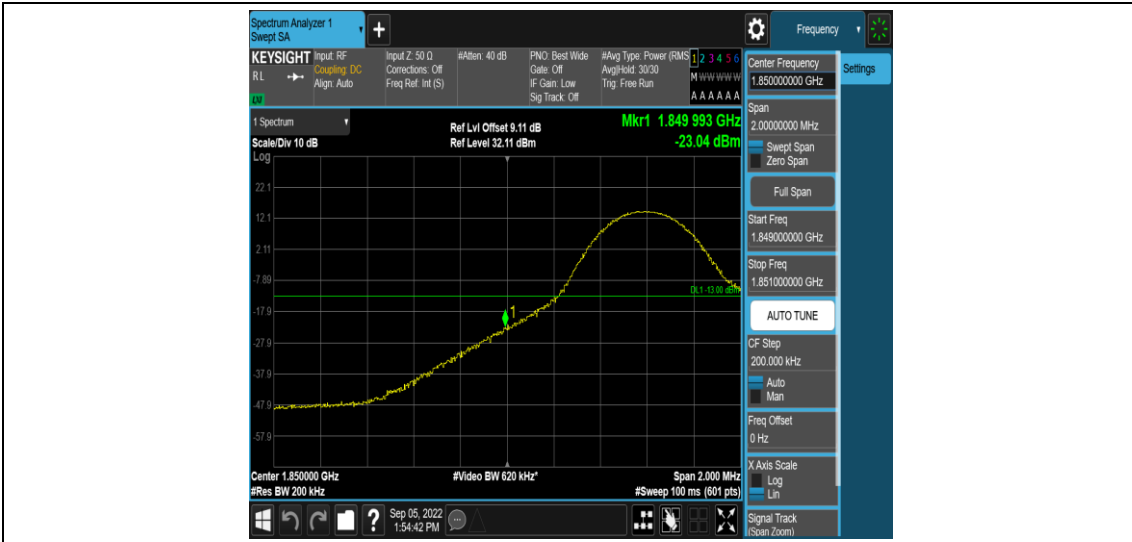 Spectrum Analyzer 1
Swept SA
Frequency
KEYSIGHT
RL
Input: RF
Coupling: DC
Align: Auto
Input Z: 50 Ω
Corrections: Off
Freq Ref: Int (S)
#Atten: 40 dB
PNO: Best Wide
Gate: Off
IF Gain: Low
Sig Track: Off
#Avg Type: Power (RMS
Avg|Hold: 30/30
Trig: Free Run
1 2 3 4 5 6
M W W W W W
A A A A A A
1 Spectrum
Scale/Div 10 dB
Ref Lvl Offset 9.11 dB
Ref Level 32.11 dBm
Mkr1 1.849 993 GHz
-23.04 dBm
Log
22.1
12.1
2.11
-7.89
DL1 -13.00 dBm
-17.9
1
-27.9
-37.9
-47.9
-57.9
Center 1.850000 GHz
#Res BW 200 kHz
#Video BW 620 kHz*
Span 2.000 MHz
#Sweep 100 ms (601 pts)
Center Frequency
1.850000000 GHz
Settings
Span
2.00000000 MHz
Swept Span
Zero Span
Full Span
Start Freq
1.849000000 GHz
Stop Freq
1.851000000 GHz
AUTO TUNE
CF Step
200.000 kHz
Auto
Man
Freq Offset
0 Hz
X Axis Scale
Log
Lin
Signal Track
(Span Zoom)
?
Sep 05, 2022
1:54:42 PM